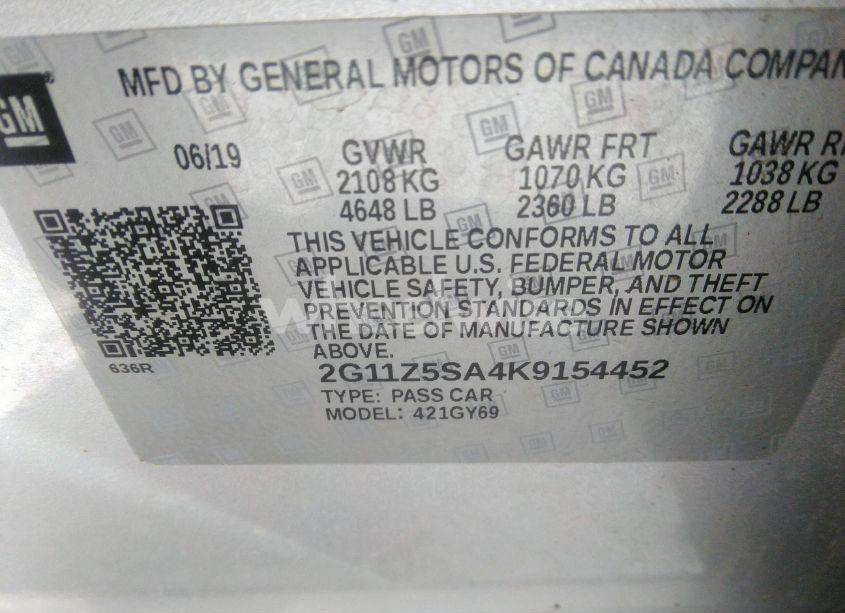 GM
MFD BY GENERAL MOTORS OF CANADA COMPAN
06/19 GVWR GAWR FRT GAWR R
2108 KG 1070 KG 1038 KG
4648 LB 2360 LB 2288 LB
THIS VEHICLE CONFORMS TO ALL
APPLICABLE U.S. FEDERAL MOTOR
VEHICLE SAFETY, BUMPER, AND THEFT
PREVENTION STANDARDS IN EFFECT ON
THE DATE OF MANUFACTURE SHOWN
ABOVE.
636R
2G11Z5SA4K9154452
TYPE: PASS CAR
MODEL: 421GY69